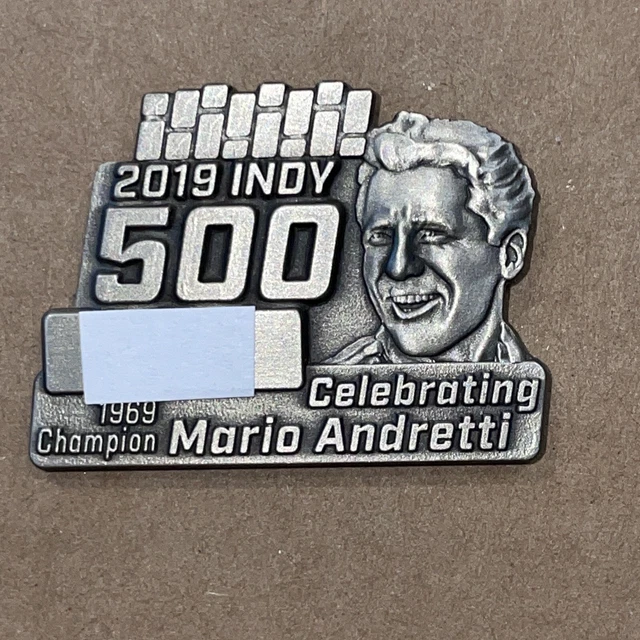 2019 INDY
500
Celebrating
1969
Champion Mario Andretti